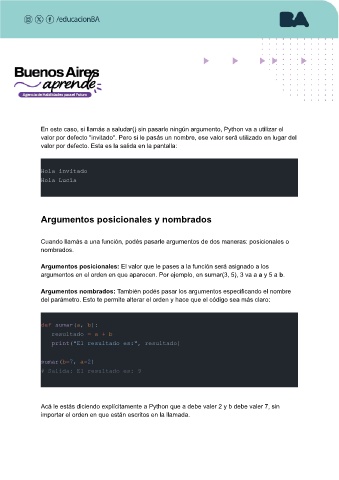 /educacionBA
BA
Buenos Aires
aprende
Agencia de Habilidades para el Futuro
En este caso, si llamás a saludar() sin pasarle ningún argumento, Python va a utilizar el
valor por defecto "invitado". Pero si le pasás un nombre, ese valor será utilizado en lugar del
valor por defecto. Esta es la salida en la pantalla:
Hola invitado
Hola Lucía
Argumentos posicionales y nombrados
Cuando llamás a una función, podés pasarle argumentos de dos maneras: posicionales o
nombrados.
Argumentos posicionales: El valor que le pases a la función será asignado a los
argumentos en el orden en que aparecen. Por ejemplo, en sumar(3, 5), 3 va a a y 5 a b.
Argumentos nombrados: También podés pasar los argumentos especificando el nombre
del parámetro. Esto te permite alterar el orden y hace que el código sea más claro:
def sumar(a, b):
resultado = a + b
print("El resultado es:", resultado)
sumar(b=7, a=2)
# Salida: El resultado es: 9
Acá le estás diciendo explícitamente a Python que a debe valer 2 y b debe valer 7, sin
importar el orden en que están escritos en la llamada.